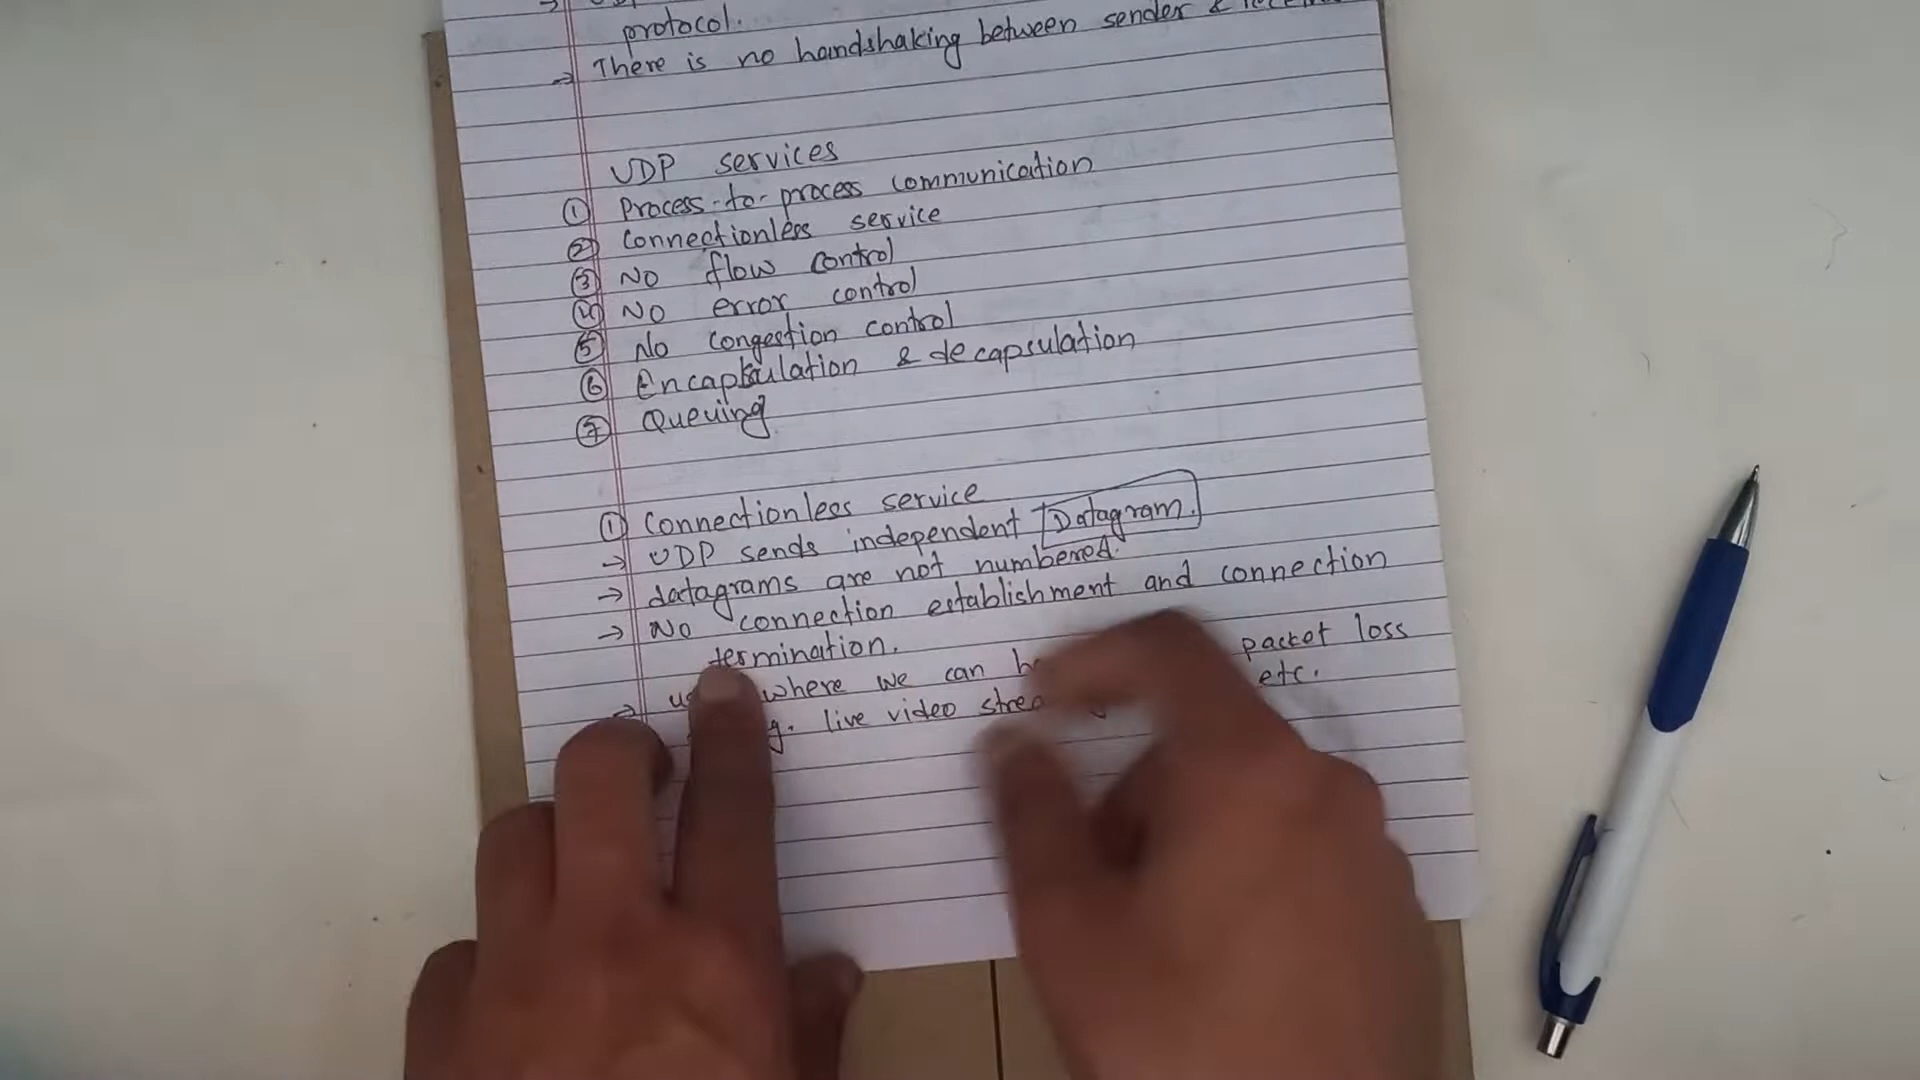 protocol.
→ There is no handshaking between sender &
UDP services
① Process-to-process communication
② Connectionless service
③ No flow control
④ No error control
⑤ No congestion control
⑥ Encapsulation & decapsulation
⑦ Queuing
① Connectionless service
→ UDP sends independent Datagram.
→ datagrams are not numbered.
→ No connection establishment and connection
termination.
→ where we can packet loss
live video etc.